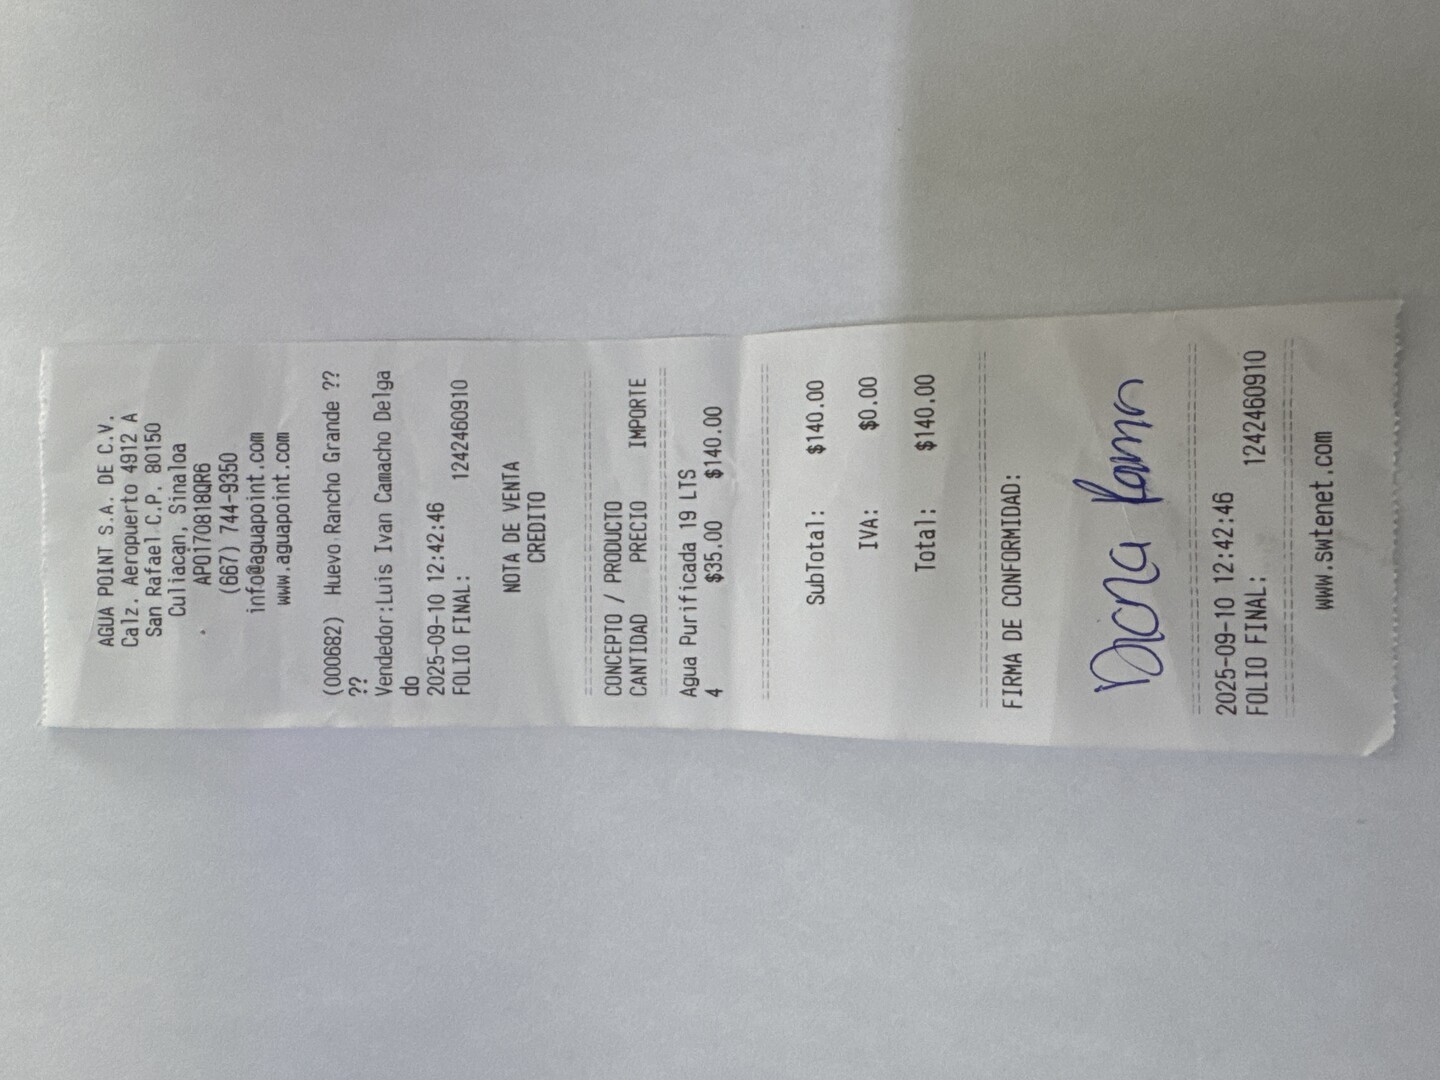 AGUA POINT S.A. DE C.V.
Calz. Aeropuerto 4912 A
San Rafael C.P. 80150
Culiacan, Sinaloa
APO170818QR6
(667) 744-9350
info@aguapoint.com
www.aguapoint.com
(000682) Huevo Rancho Grande ??
??
Vendedor:Luis Ivan Camacho Delga
do
2025-09-10 12:42:46
FOLIO FINAL: 1242460910
NOTA DE VENTA
CREDITO
CONCEPTO / PRODUCTO
CANTIDAD PRECIO IMPORTE
Agua Purificada 19 LTS
4 $35.00 $140.00
SubTotal: $140.00
IVA: $0.00
Total: $140.00
FIRMA DE CONFORMIDAD:
Diana
2025-09-10 12:42:46
FOLIO FINAL: 1242460910
www.swtenet.com